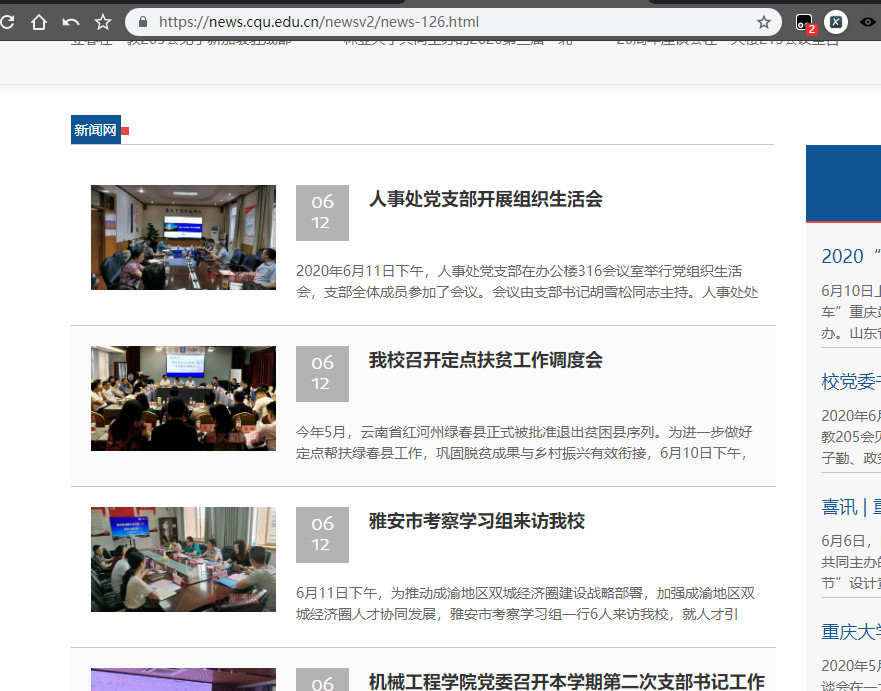 https://news.cqu.edu.cn/newsv2/news-126.html
2
新闻网
06
12
人事处党支部开展组织生活会
2020年6月11日下午，人事处党支部在办公楼316会议室举行党组织生活
会，支部全体成员参加了会议。会议由支部书记胡雪松同志主持。人事处处
06
12
我校召开定点扶贫工作调度会
今年5月，云南省红河州绿春县正式被批准退出贫困县序列。为进一步做好
定点帮扶绿春县工作，巩固脱贫成果与乡村振兴有效衔接，6月10日下午，
06
12
雅安市考察学习组来访我校
6月11日下午，为推动成渝地区双城经济圈建设战略部署，加强成渝地区双
城经济圈人才协同发展，雅安市考察学习组一行6人来访我校，就人才引
06
机械工程学院党委召开本学期第二次支部书记工作
2020“
6月10日上
车”重庆
办。山东
校党委
2020年6
教205会
子勤、政
喜讯 | 重
6月6日，
共同主办的
节”设计
重庆大学
2020年5月
谈会在一